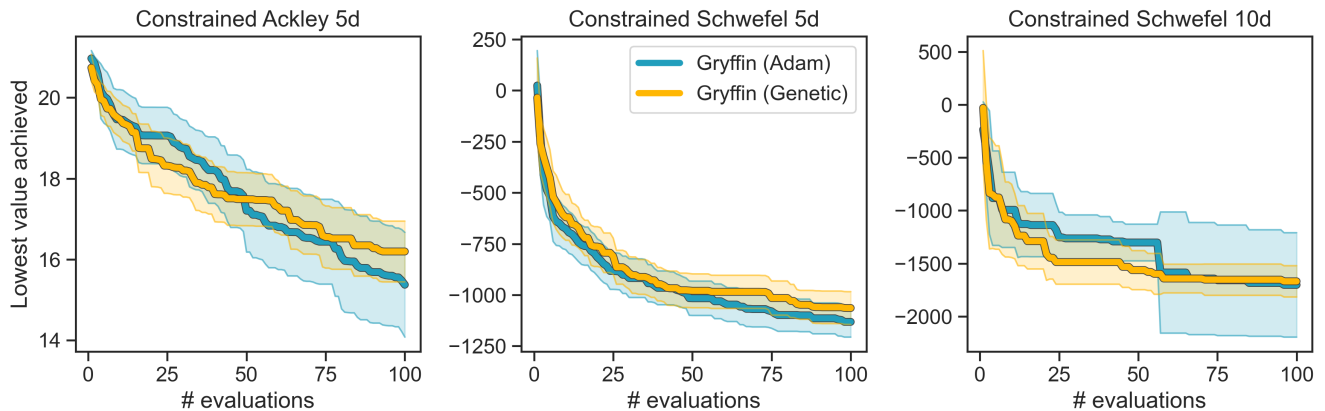 Constrained Ackley 5d
Lowest value achieved
20
18
16
14
0 25 50 75 100
# evaluations
Constrained Schwefel 5d
Gryffin (Adam)
Gryffin (Genetic)
250
0
−250
−500
−750
−1000
−1250
0 25 50 75 100
# evaluations
Constrained Schwefel 10d
500
0
−500
−1000
−1500
−2000
0 25 50 75 100
# evaluations